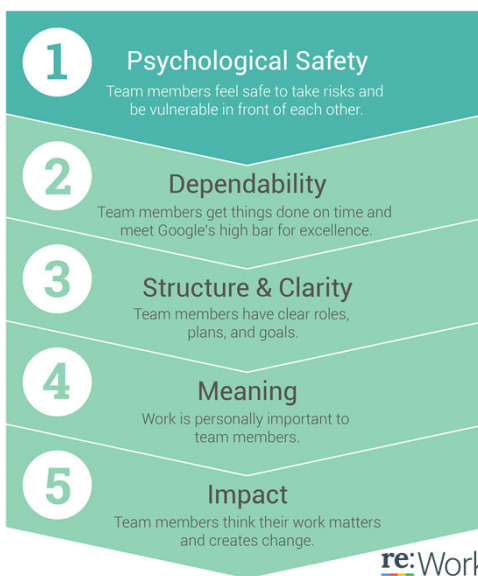 1
Psychological Safety
Team members feel safe to take risks and
be vulnerable in front of each other.
2
Dependability
Team members get things done on time and
meet Google's high bar for excellence.
3
Structure & Clarity
Team members have clear roles,
plans, and goals.
4
Meaning
Work is personally important to
team members.
5
Impact
Team members think their work matters
and creates change.
re:Work